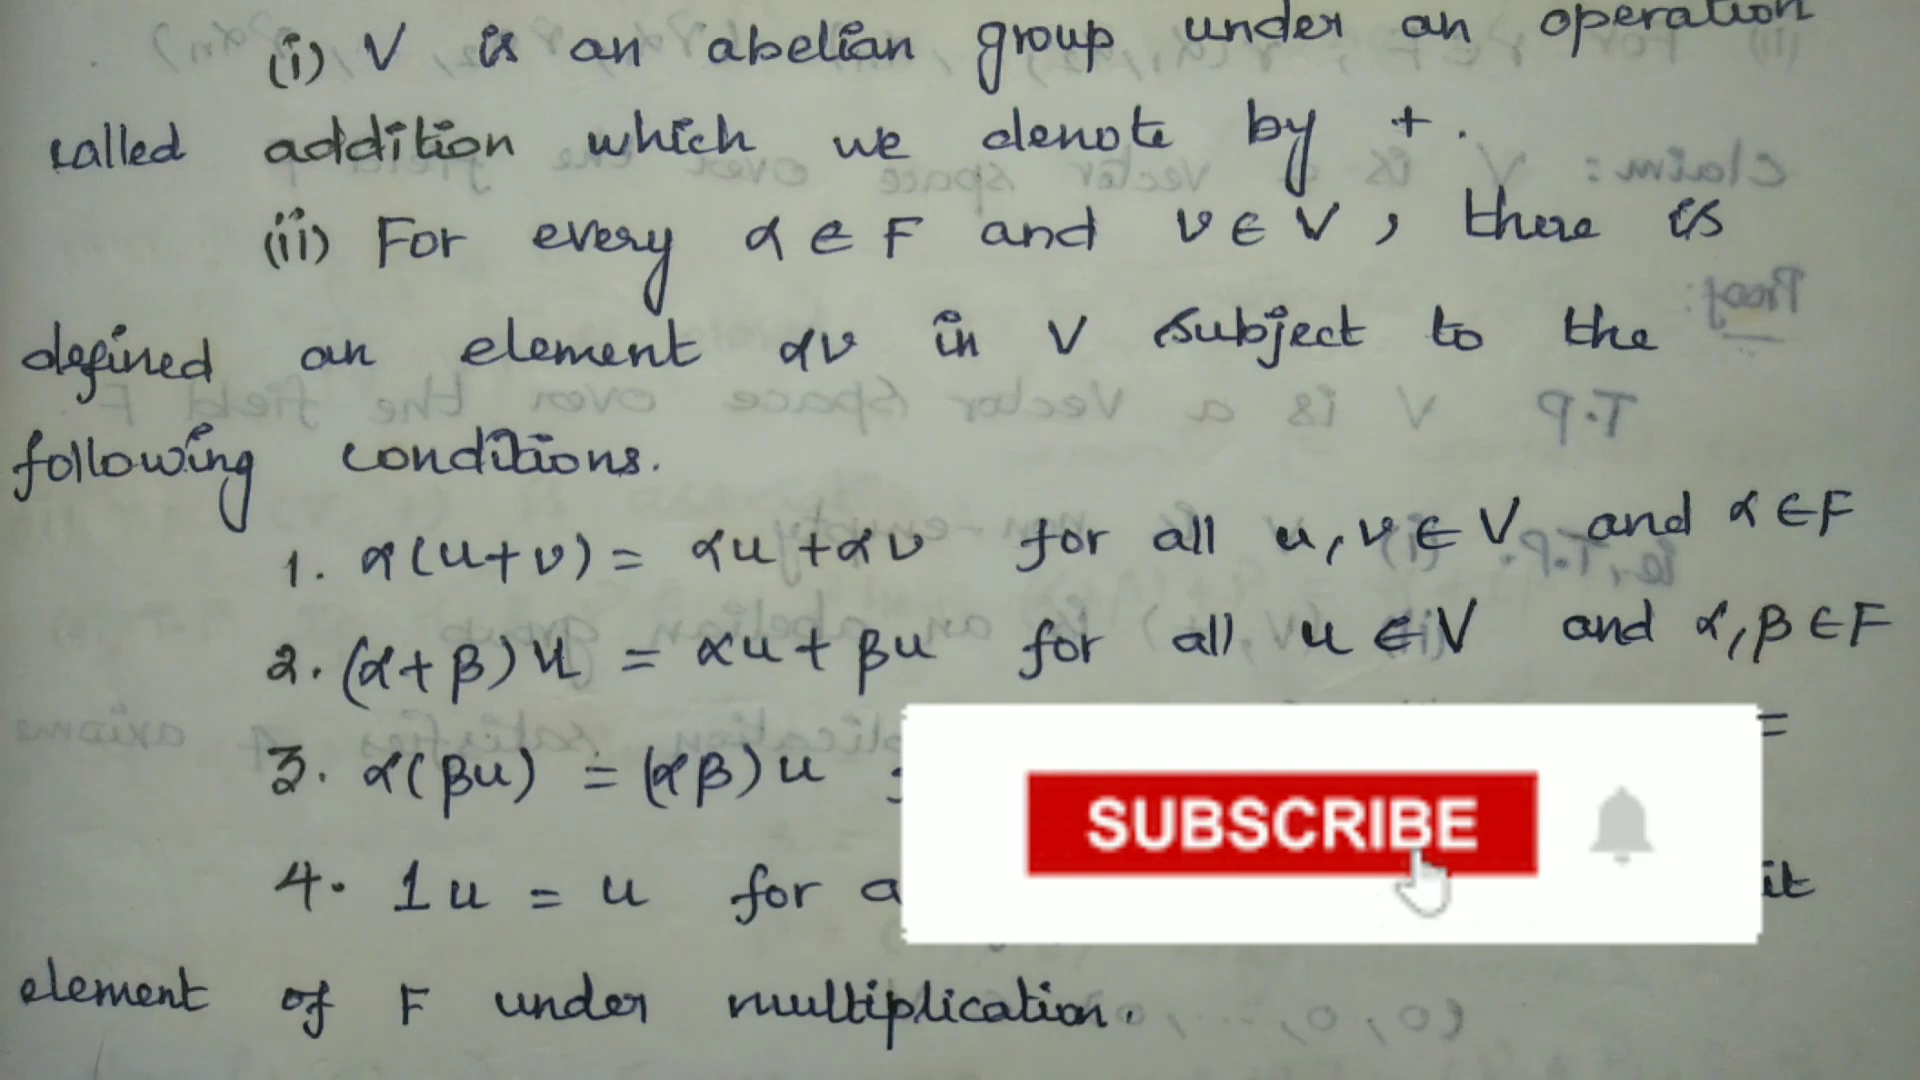 (i) V is an abelian group under an operation
called addition which we denote by +.
(ii) For every α ∈ F and v ∈ V, there is
defined an element αv in V subject to the
following conditions.
1. α(u+v) = αu + αv for all u, v ∈ V and α ∈ F
2. (α+β)u = αu + βu for all u ∈ V and α, β ∈ F
3. α(βu) = (αβ)u
4. 1u = u for
SUBSCRIBE
element of F under multiplication.